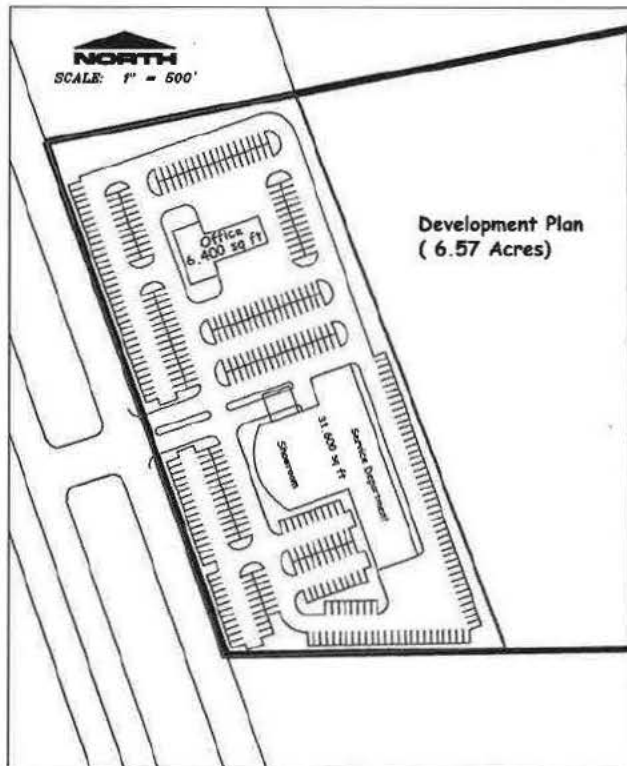 NORTH
SCALE: 1" = 500'
Development Plan
( 6.57 Acres)
Office
6,400 sq ft
Service Department
31,600 sq ft
Showroom